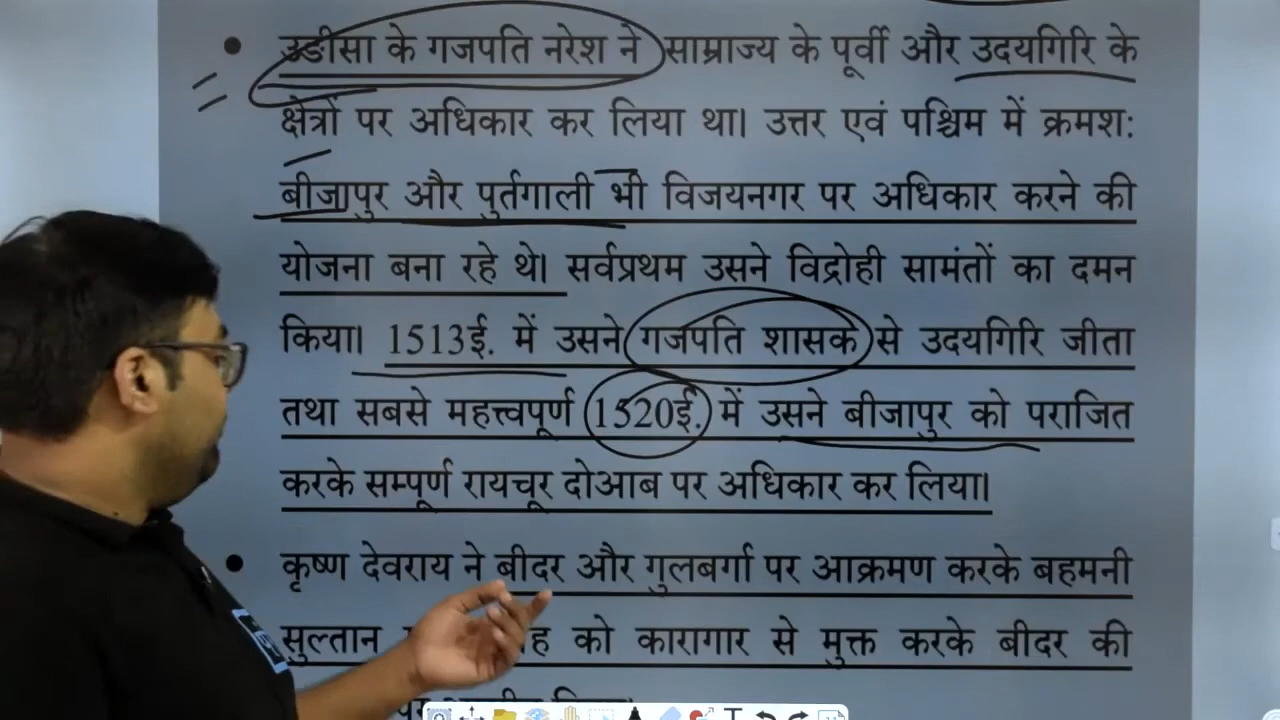 उडीसा के गजपति नरेश ने साम्राज्य के पूर्वी और उदयगिरि के
क्षेत्रों पर अधिकार कर लिया था। उत्तर एवं पश्चिम में क्रमश:
बीजापुर और पुर्तगाली भी विजयनगर पर अधिकार करने की
योजना बना रहे थे। सर्वप्रथम उसने विद्रोही सामंतों का दमन
किया। 1513ई. में उसने गजपति शासक से उदयगिरि जीता
तथा सबसे महत्त्वपूर्ण 1520ई. में उसने बीजापुर को पराजित
करके सम्पूर्ण रायचूर दोआब पर अधिकार कर लिया।
कृष्ण देवराय ने बीदर और गुलबर्गा पर आक्रमण करके बहमनी
सुल्तान को कारागार से मुक्त करके बीदर की